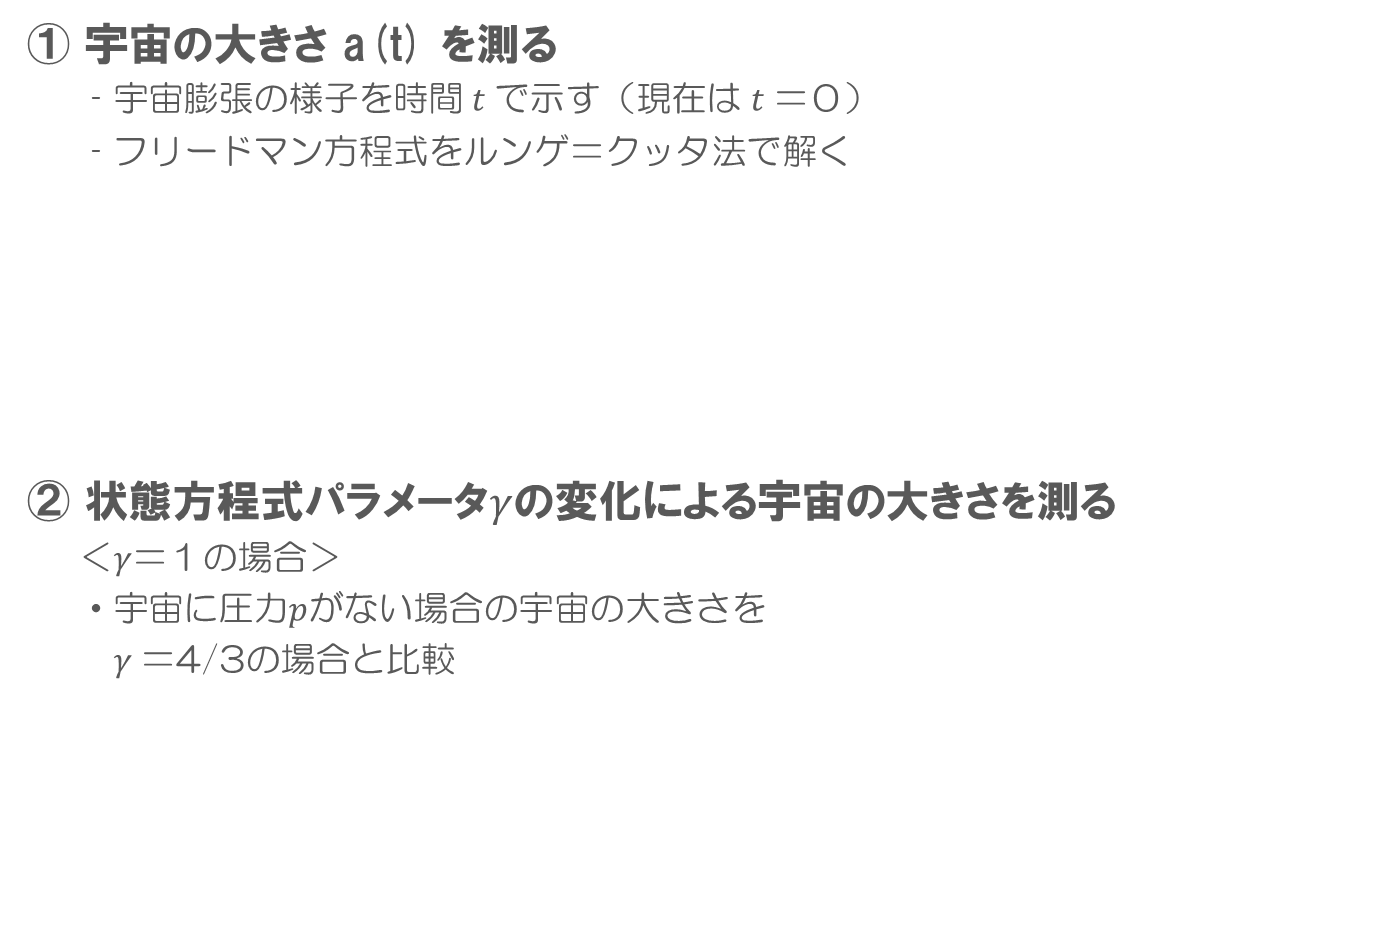 ① 宇宙の大きさ a(t) を測る
- 宇宙膨張の様子を時間 t で示す（現在は t ＝0）
- フリードマン方程式をルンゲ＝クッタ法で解く
② 状態方程式パラメータγの変化による宇宙の大きさを測る
＜γ＝１の場合＞
・宇宙に圧力pがない場合の宇宙の大きさを
γ ＝4/3の場合と比較